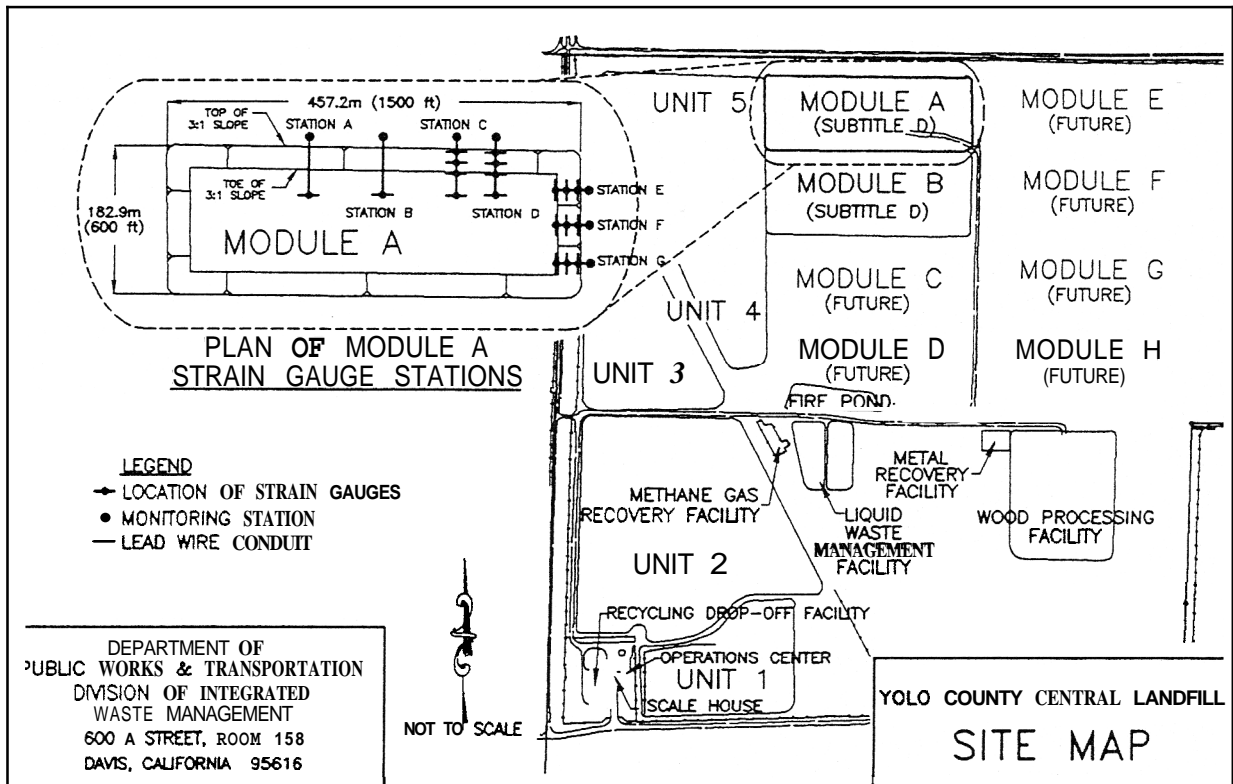 457.2m (1500 ft)
TOP OF
3:1 SLOPE
STATION A
STATION C
TOE OF
3:1 SLOPE
182.9m
(600 ft)
STATION B
STATION D
STATION E
STATION F
STATION G
MODULE A
PLAN OF MODULE A
STRAIN GAUGE STATIONS
LEGEND
LOCATION OF STRAIN GAUGES
MONITORING STATION
LEAD WIRE CONDUIT
UNIT 5
MODULE A
(SUBTITLE D)
MODULE E
(FUTURE)
MODULE B
(SUBTITLE D)
MODULE F
(FUTURE)
UNIT 4
MODULE C
(FUTURE)
MODULE G
(FUTURE)
UNIT 3
MODULE D
(FUTURE)
MODULE H
(FUTURE)
FIRE POND
METHANE GAS
RECOVERY FACILITY
LIQUID
WASTE
MANAGEMENT
FACILITY
METAL
RECOVERY
FACILITY
WOOD PROCESSING
FACILITY
UNIT 2
RECYCLING DROP-OFF FACILITY
OPERATIONS CENTER
UNIT 1
SCALE HOUSE
NOT TO SCALE
DEPARTMENT OF
PUBLIC WORKS & TRANSPORTATION
DIVISION OF INTEGRATED
WASTE MANAGEMENT
600 A STREET, ROOM 158
DAVIS, CALIFORNIA 95616
YOLO COUNTY CENTRAL LANDFILL
SITE MAP